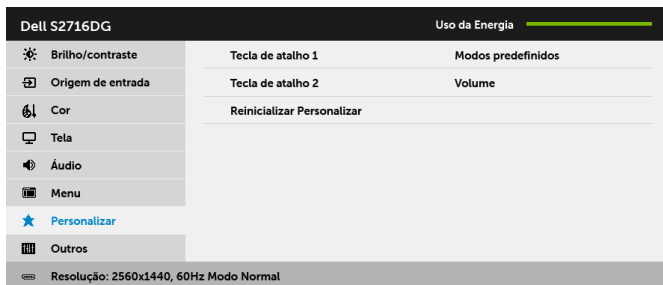 Dell S2716DG Uso da Energia
Brilho/contraste Tecla de atalho 1 Modos predefinidos
Origem de entrada Tecla de atalho 2 Volume
Cor Reinicializar Personalizar
Tela
Áudio
Menu
Personalizar
Outros
Resolução: 2560x1440, 60Hz Modo Normal